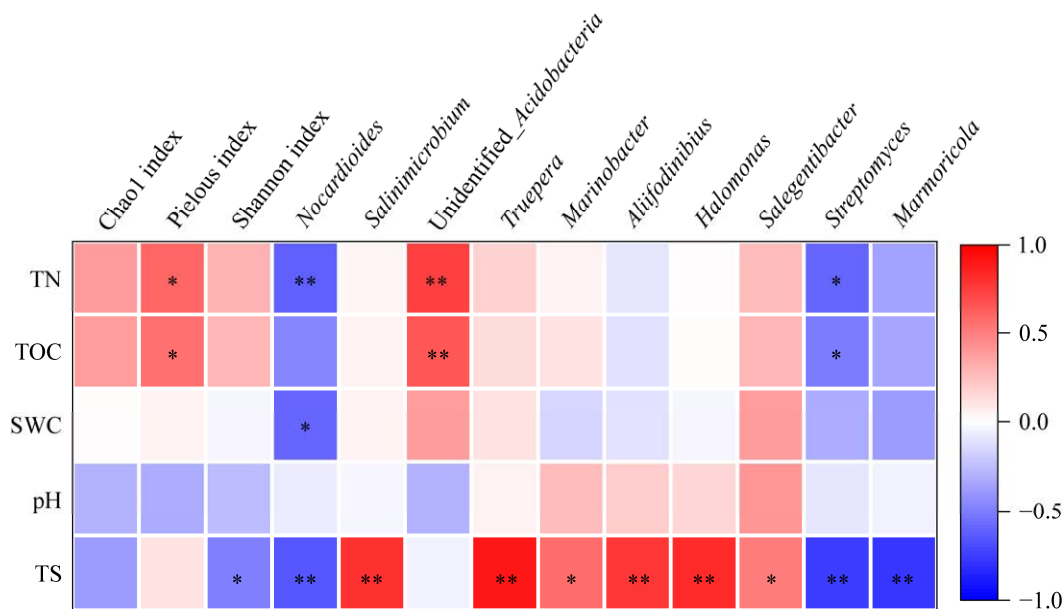 Chao1 index
Pielous index
Shannon index
Nocardioides
Salinimicrobium
Unidentified_Acidobacteria
Truepera
Marinobacter
Aliifodinibius
Halomonas
Salegentibacter
Streptomyces
Marmoricola
TN * ** ** *
TOC * ** *
SWC *
pH
TS * ** ** ** * ** ** * ** **
1.0
0.5
0.0
−0.5
−1.0